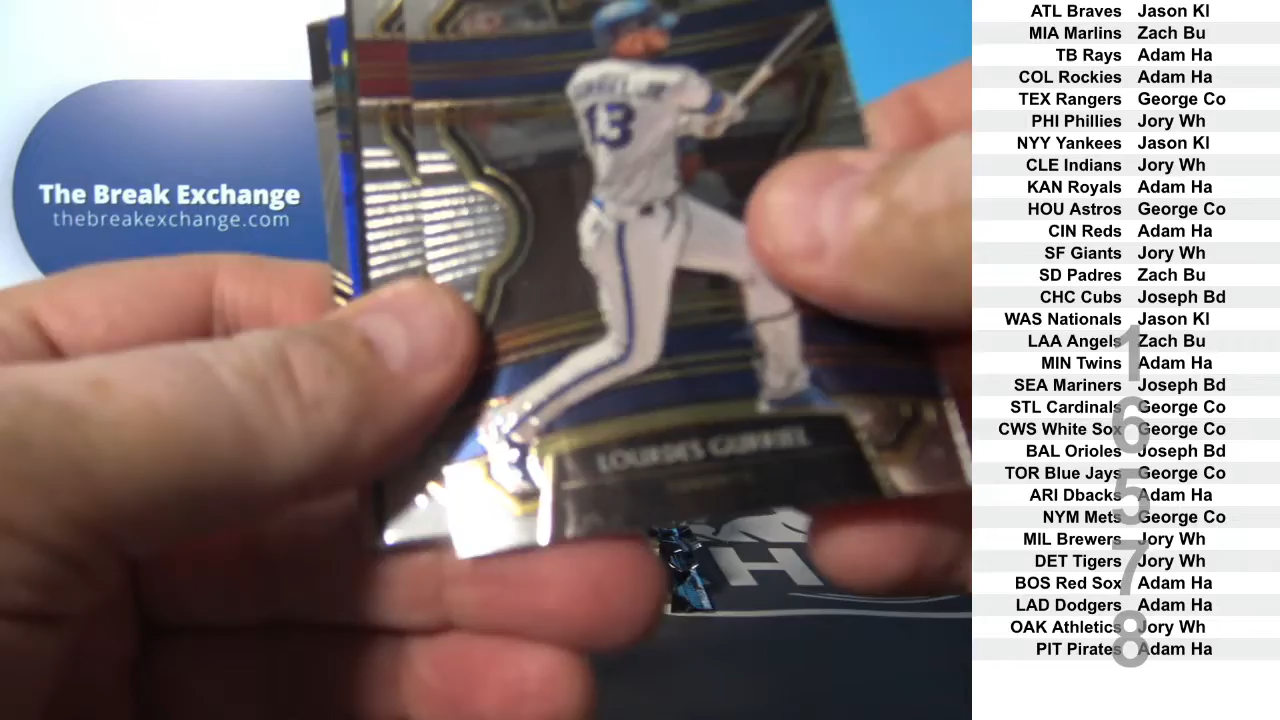 The Break Exchange
thebreakexchange.com
13
LOURDES GURRIEL
H
ATL Braves Jason Kl
MIA Marlins Zach Bu
TB Rays Adam Ha
COL Rockies Adam Ha
TEX Rangers George Co
PHI Phillies Jory Wh
NYY Yankees Jason Kl
CLE Indians Jory Wh
KAN Royals Adam Ha
HOU Astros George Co
CIN Reds Adam Ha
SF Giants Jory Wh
SD Padres Zach Bu
CHC Cubs Joseph Bd
WAS Nationals Jason Kl
LAA Angels Zach Bu
MIN Twins Adam Ha
SEA Mariners Joseph Bd
STL Cardinals George Co
CWS White Sox George Co
BAL Orioles Joseph Bd
TOR Blue Jays George Co
ARI Dbacks Adam Ha
NYM Mets George Co
MIL Brewers Jory Wh
DET Tigers Jory Wh
BOS Red Sox Adam Ha
LAD Dodgers Adam Ha
OAK Athletics Jory Wh
PIT Pirates Adam Ha
1
6
5
7
8